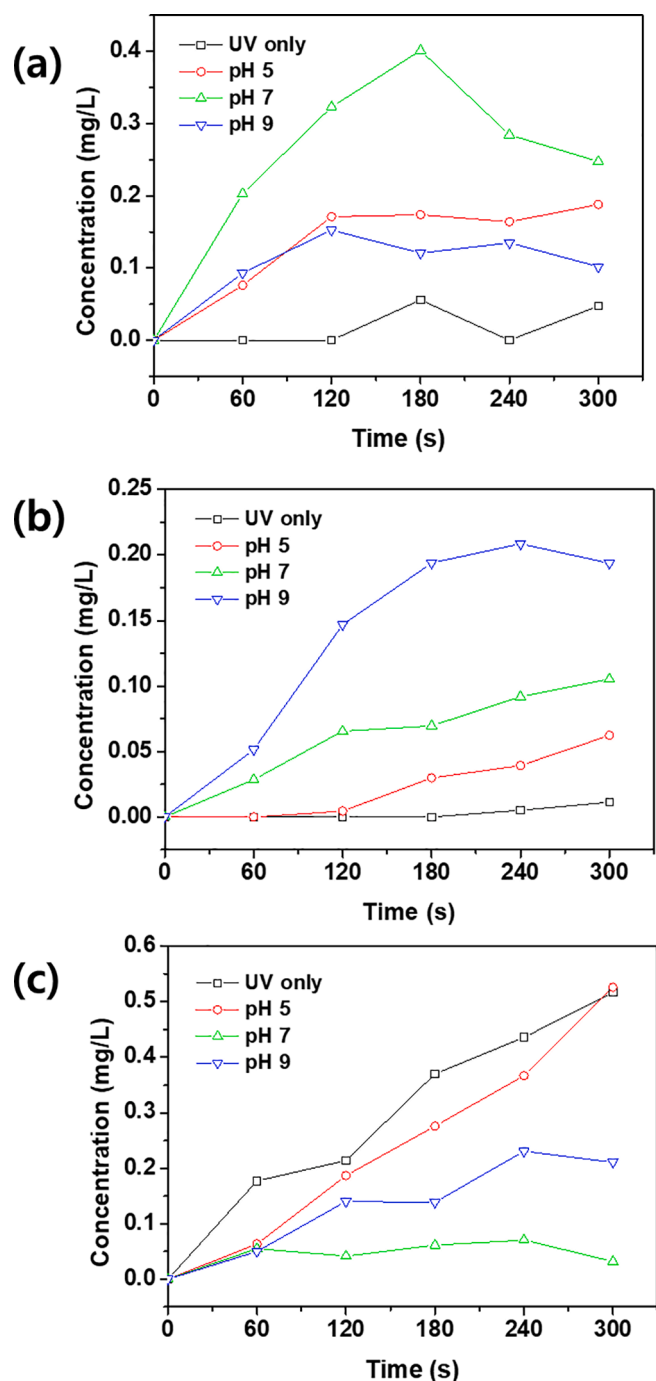 (a)
UV only
pH 5
pH 7
pH 9
Concentration (mg/L)
0.4
0.3
0.2
0.1
0.0
0 60 120 180 240 300
Time (s)
(b)
UV only
pH 5
pH 7
pH 9
Concentration (mg/L)
0.25
0.20
0.15
0.10
0.05
0.00
0 60 120 180 240 300
Time (s)
(c)
UV only
pH 5
pH 7
pH 9
Concentration (mg/L)
0.6
0.5
0.4
0.3
0.2
0.1
0.0
0 60 120 180 240 300
Time (s)